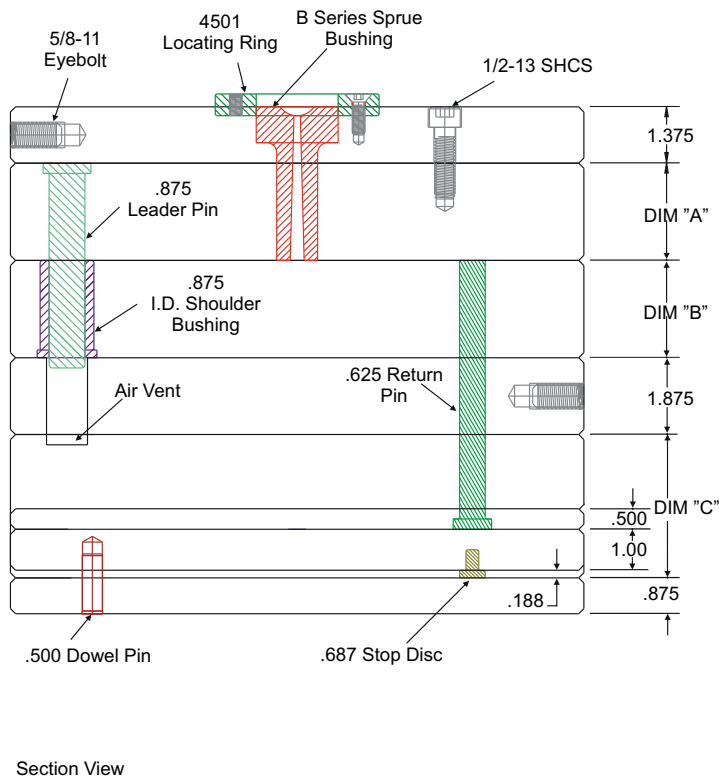 4501
Locating Ring
B Series Sprue
Bushing
5/8-11
Eyebolt
1/2-13 SHCS
1.375
.875
Leader Pin
DIM "A"
.875
I.D. Shoulder
Bushing
DIM "B"
.625 Return
Pin
Air Vent
1.875
DIM "C"
.500
1.00
.188
.875
.500 Dowel Pin
.687 Stop Disc
Section View